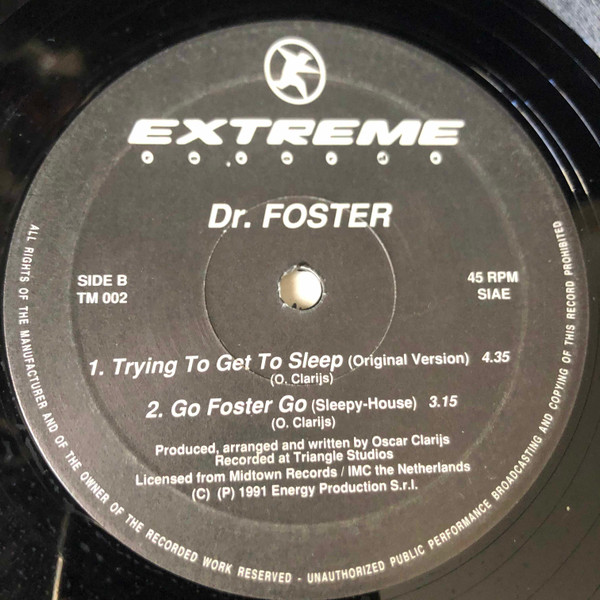 EXTREME
RECORDS
Dr. FOSTER
SIDE B
TM 002
45 RPM
SIAE
1. Trying To Get To Sleep (Original Version) 4.35
(O. Clarijs)
2. Go Foster Go (Sleepy-House) 3.15
(O. Clarijs)
Produced, arranged and written by Oscar Clarijs
Recorded at Triangle Studios
Licensed from Midtown Records / IMC the Netherlands
(C) (P) 1991 Energy Production S.r.l.
ALL RIGHTS OF THE MANUFACTURER AND OF THE OWNER OF THE RECORDED WORK RESERVED - UNAUTHORIZED PUBLIC PERFORMANCE BROADCASTING AND COPYING OF THIS RECORD PROHIBITED